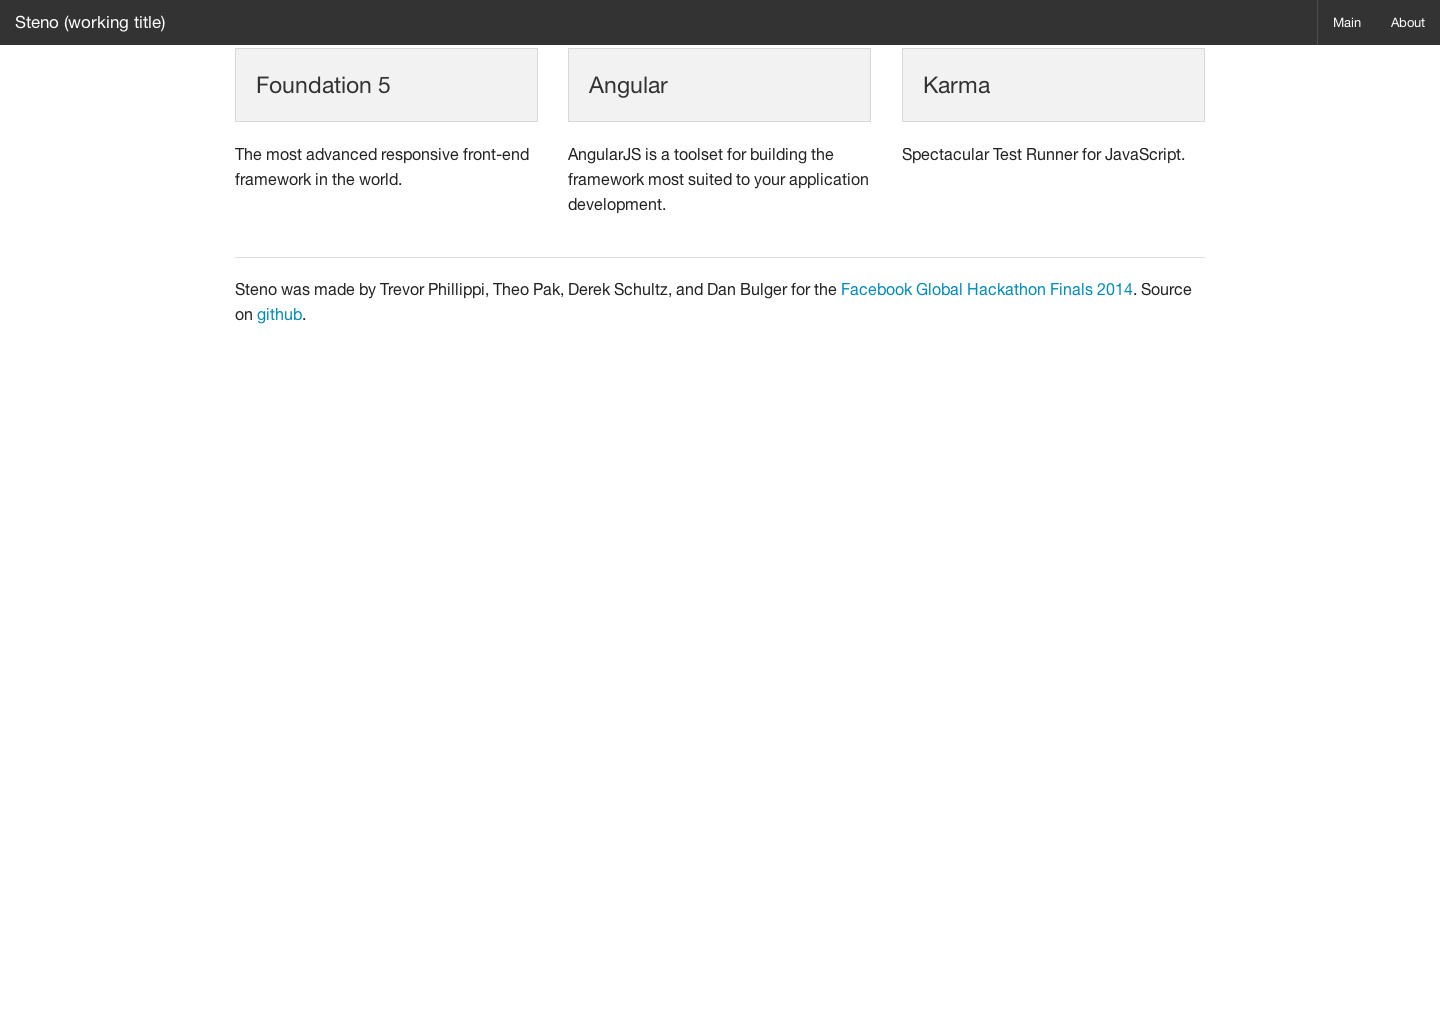 Steno (working title)
Main
About
Foundation 5
Angular
Karma
The most advanced responsive front-end
framework in the world.
AngularJS is a toolset for building the
framework most suited to your application
development.
Spectacular Test Runner for JavaScript.
Steno was made by Trevor Phillippi, Theo Pak, Derek Schultz, and Dan Bulger for the Facebook Global Hackathon Finals 2014. Source
on github.